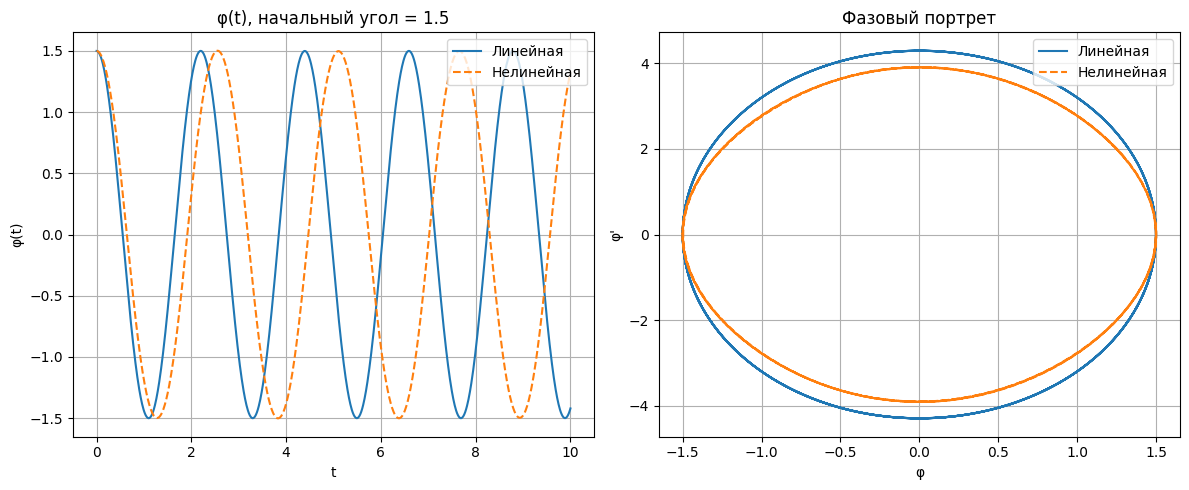 φ(t), начальный угол = 1.5
Линейная
Нелинейная
φ(t)
1.5
1.0
0.5
0.0
−0.5
−1.0
−1.5
0 2 4 6 8 10
t
Фазовый портрет
Линейная
Нелинейная
φ'
4
2
0
−2
−4
−1.5 −1.0 −0.5 0.0 0.5 1.0 1.5
φ